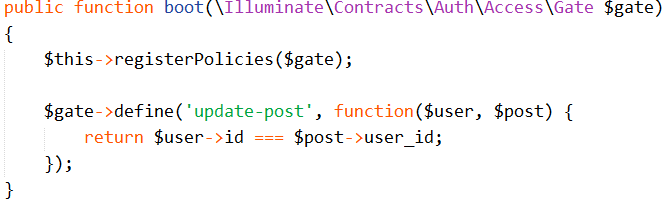 public function boot(\Illuminate\Contracts\Auth\Access\Gate $gate)
{
    $this->registerPolicies($gate);

    $gate->define('update-post', function($user, $post) {
        return $user->id === $post->user_id;
    });
}